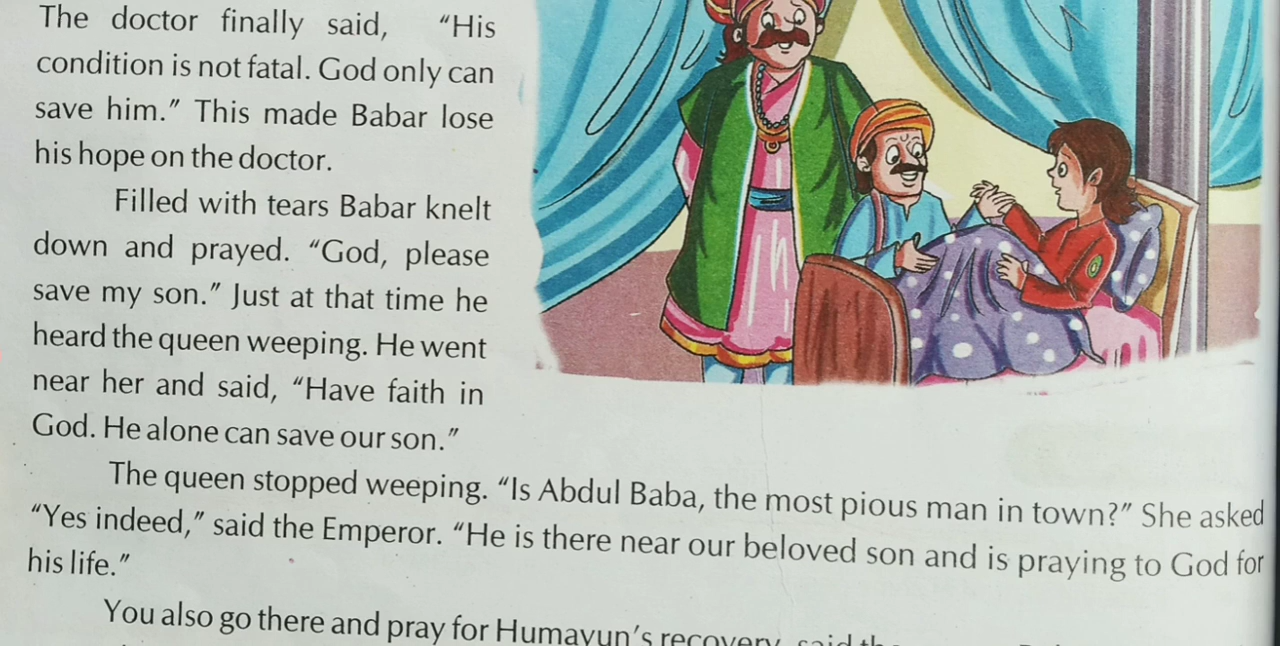 The doctor finally said, “His
condition is not fatal. God only can
save him.” This made Babar lose
his hope on the doctor.
Filled with tears Babar knelt
down and prayed. “God, please
save my son.” Just at that time he
heard the queen weeping. He went
near her and said, “Have faith in
God. He alone can save our son.”
The queen stopped weeping. “Is Abdul Baba, the most pious man in town?” She asked
“Yes indeed,” said the Emperor. “He is there near our beloved son and is praying to God for
his life.”
You also go there and pray for Humayun’s recovery, said